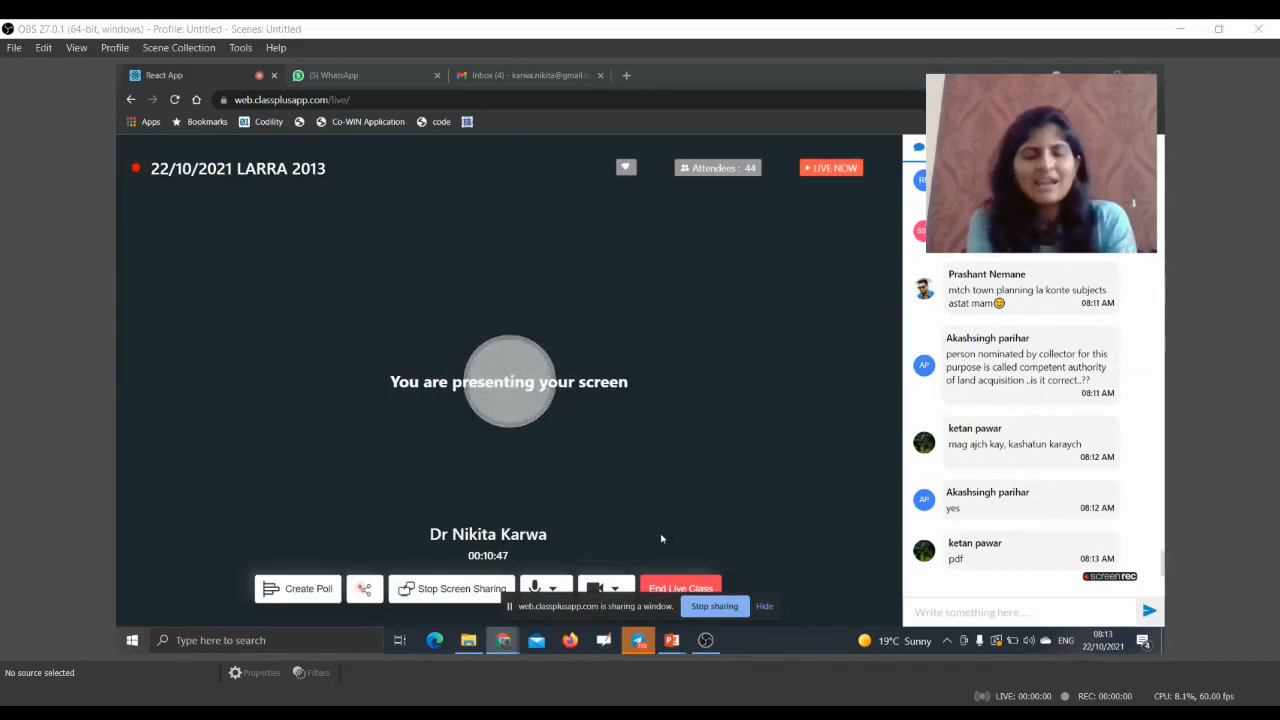 OBS 27.0.1 (64-bit, windows) - Profile: Untitled - Scenes: Untitled
File Edit View Profile Scene Collection Tools Help
React App
(5) WhatsApp
Inbox (4) - karwa.nikita@gmail.c
web.classplusapp.com/live/
Apps Bookmarks Codility Co-WIN Application code
22/10/2021 LARRA 2013
Attendees : 44
LIVE NOW
You are presenting your screen
Dr Nikita Karwa
00:10:47
Create Poll
Stop Screen Sharing
End Live Class
web.classplusapp.com is sharing a window.
Stop sharing
Hide
Prashant Nemane
mtch town planning la konte subjects
astat mam😊
08:11 AM
AP
Akashsingh parihar
person nominated by collector for this
purpose is called competent authority
of land acquisition ..is it correct..??
08:11 AM
ketan pawar
mag ajch kay, kashatun karaych
08:12 AM
AP
Akashsingh parihar
yes
08:12 AM
ketan pawar
pdf
08:13 AM
screenrec
Write something here ...
Type here to search
19°C Sunny
ENG
08:13
22/10/2021
4
No source selected
Properties
Filters
LIVE: 00:00:00
REC: 00:00:00
CPU: 8.1%, 60.00 fps